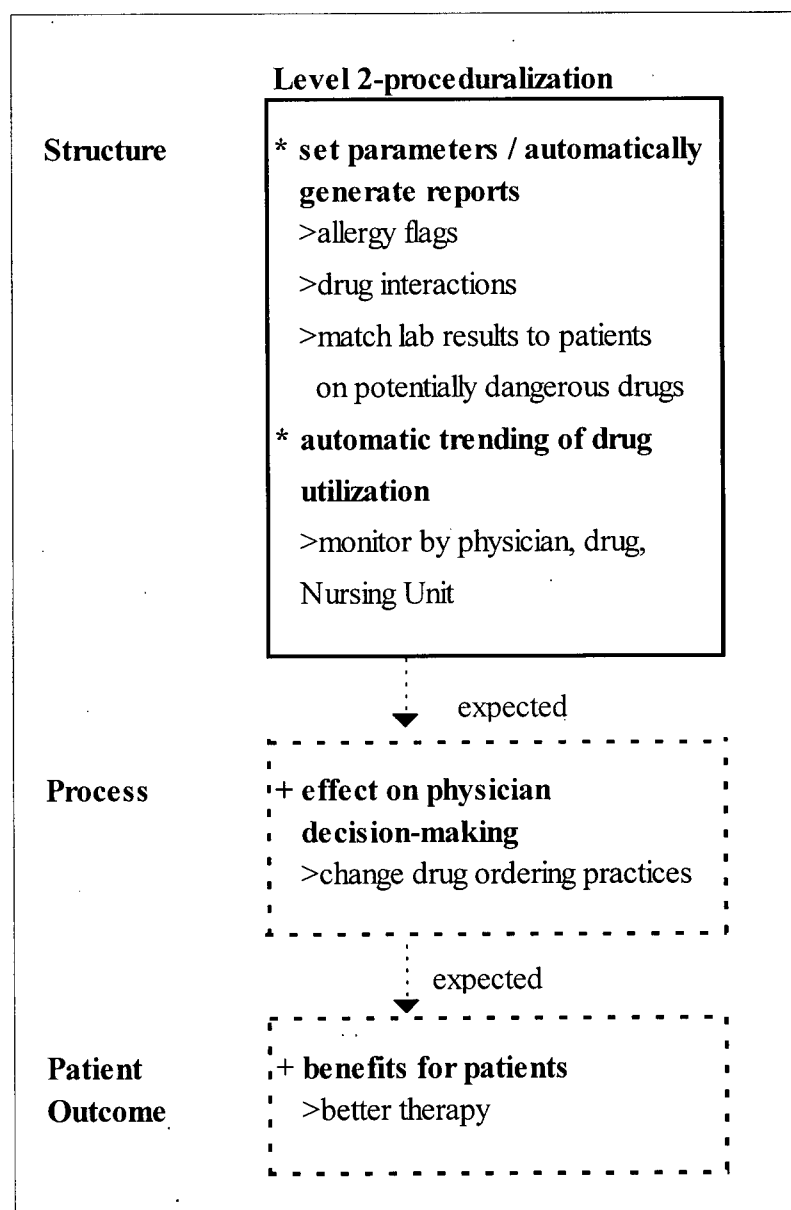 Level 2-proceduralization
Structure
* set parameters / automatically
generate reports
>allergy flags
>drug interactions
>match lab results to patients
on potentially dangerous drugs
* automatic trending of drug
utilization
>monitor by physician, drug,
Nursing Unit
expected
Process
+ effect on physician
decision-making
>change drug ordering practices
expected
Patient
Outcome
+ benefits for patients
>better therapy